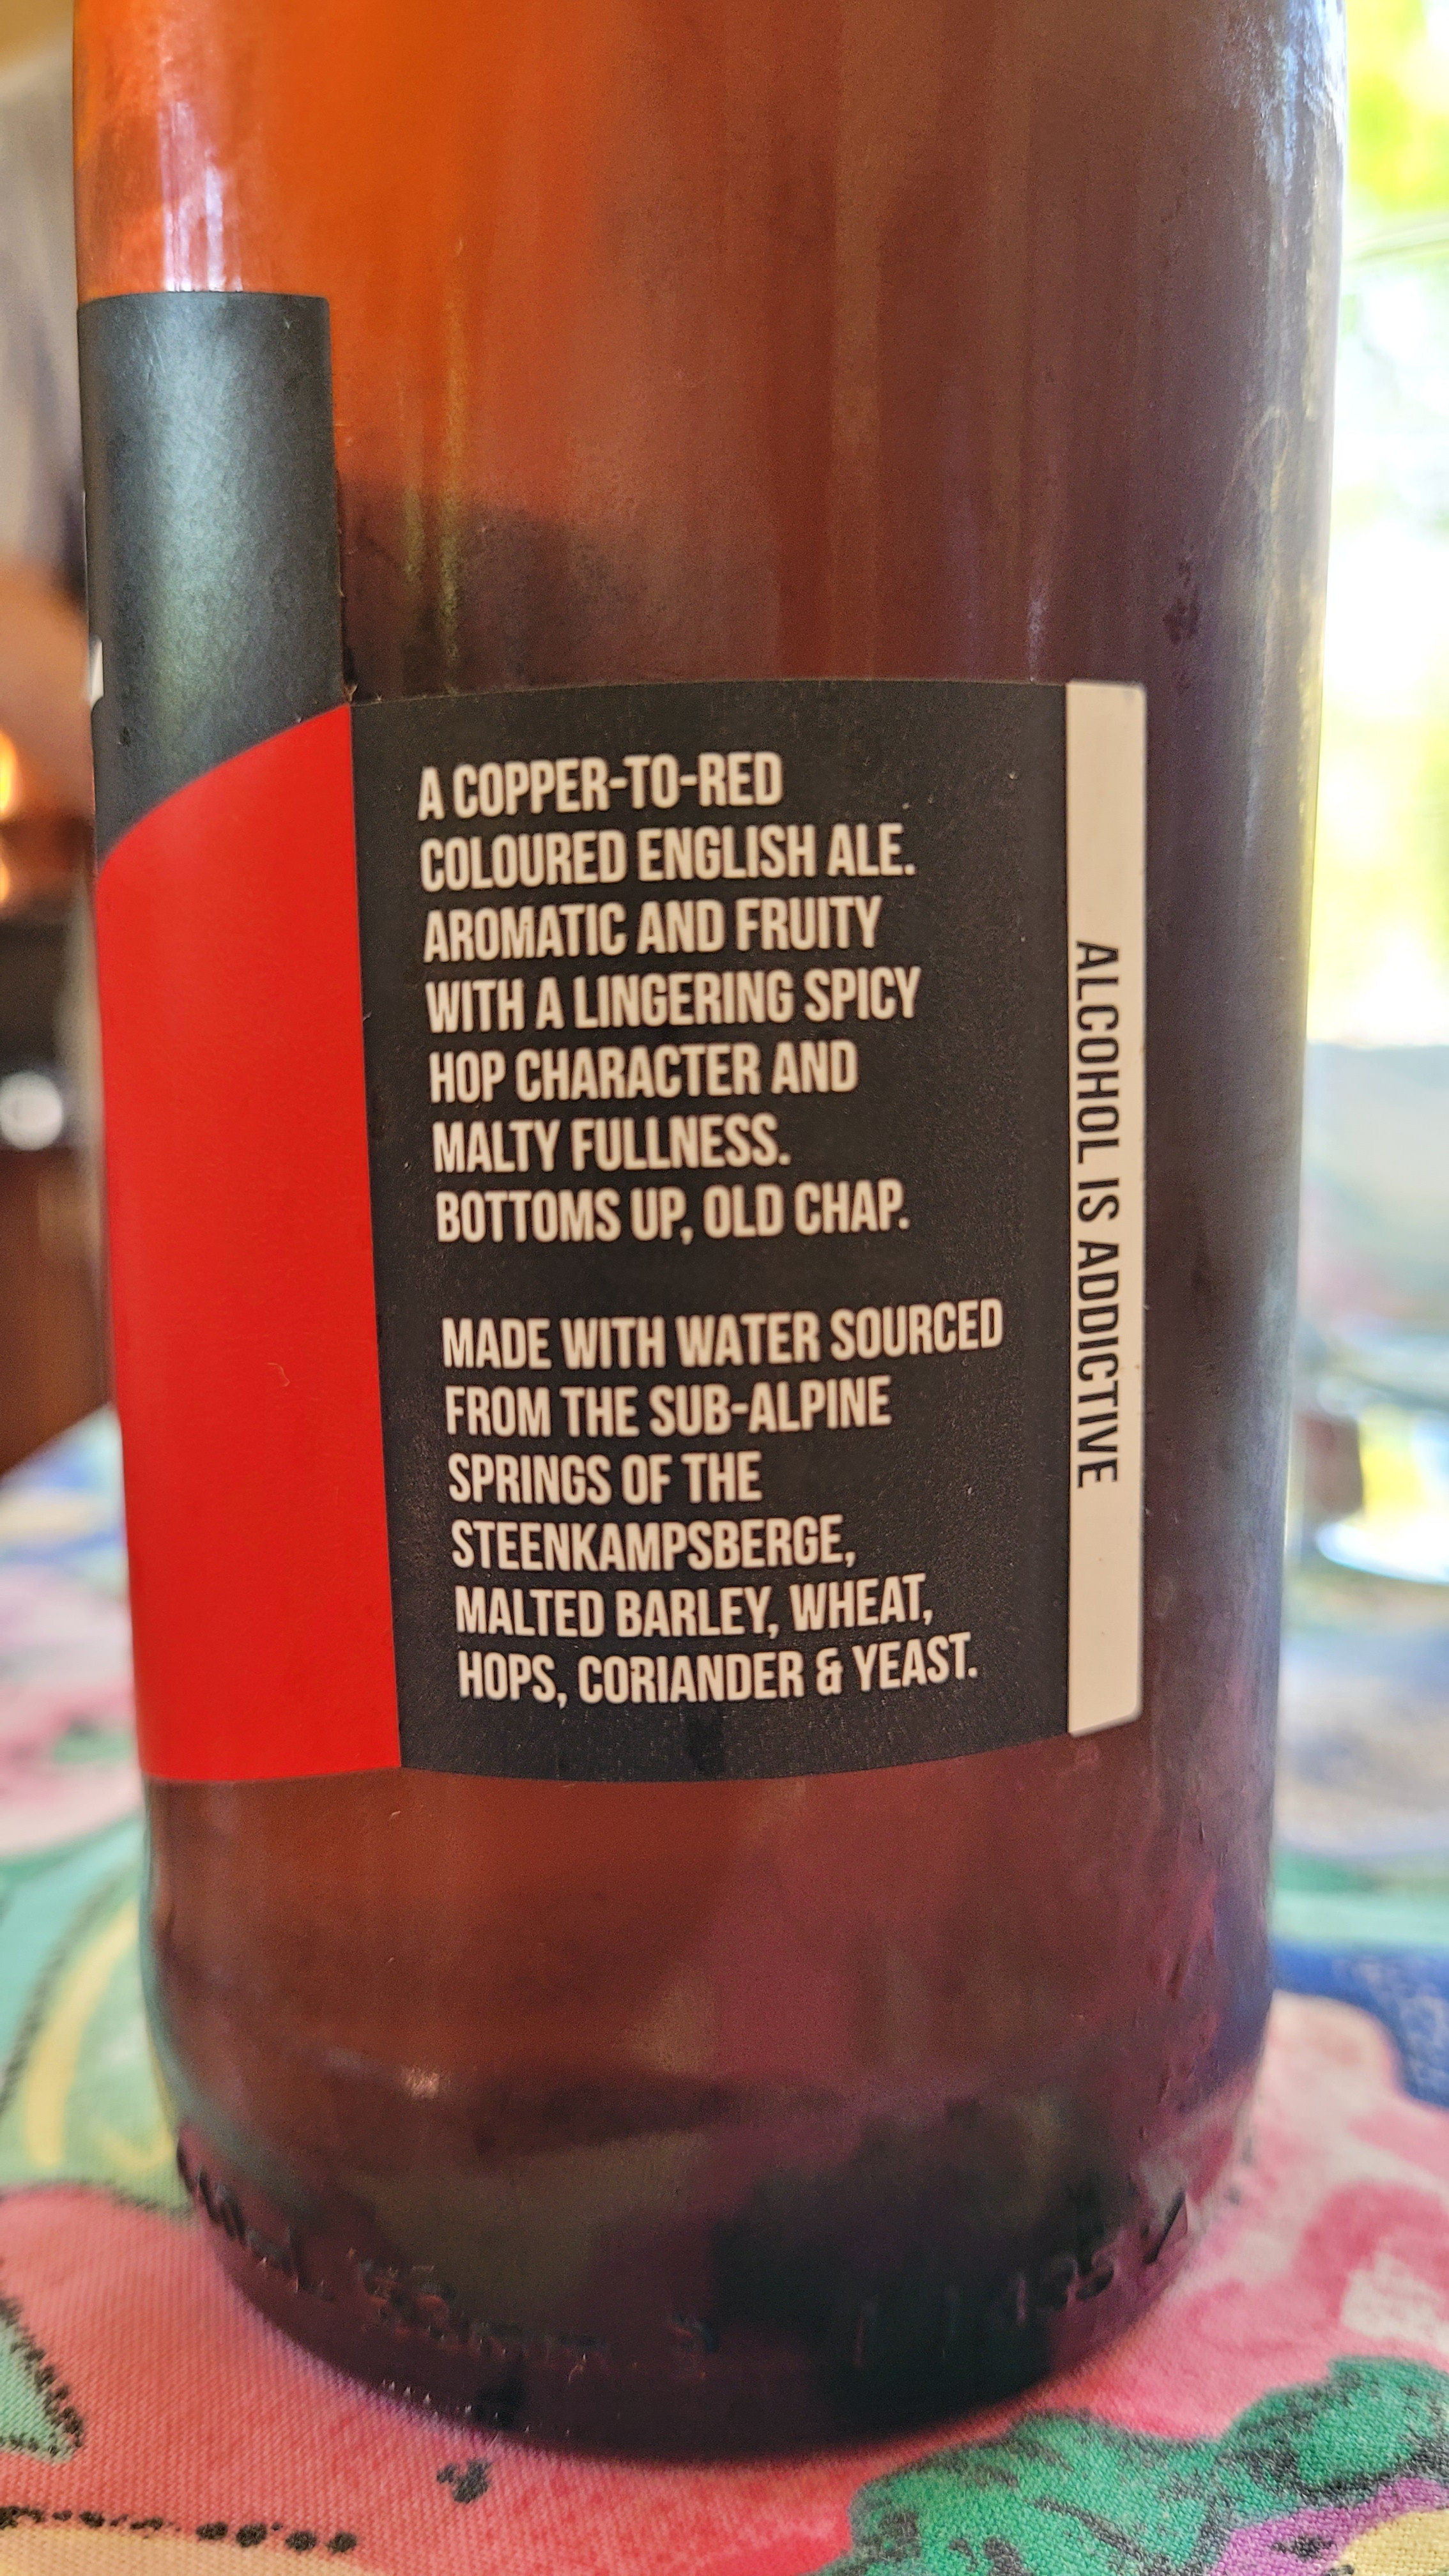 A COPPER-TO-RED
COLOURED ENGLISH ALE.
AROMATIC AND FRUITY
WITH A LINGERING SPICY
HOP CHARACTER AND
MALTY FULLNESS.
BOTTOMS UP, OLD CHAP.
MADE WITH WATER SOURCED
FROM THE SUB-ALPINE
SPRINGS OF THE
STEENKAMPSBERGE,
MALTED BARLEY, WHEAT,
HOPS, CORIANDER & YEAST.
ALCOHOL IS ADDICTIVE